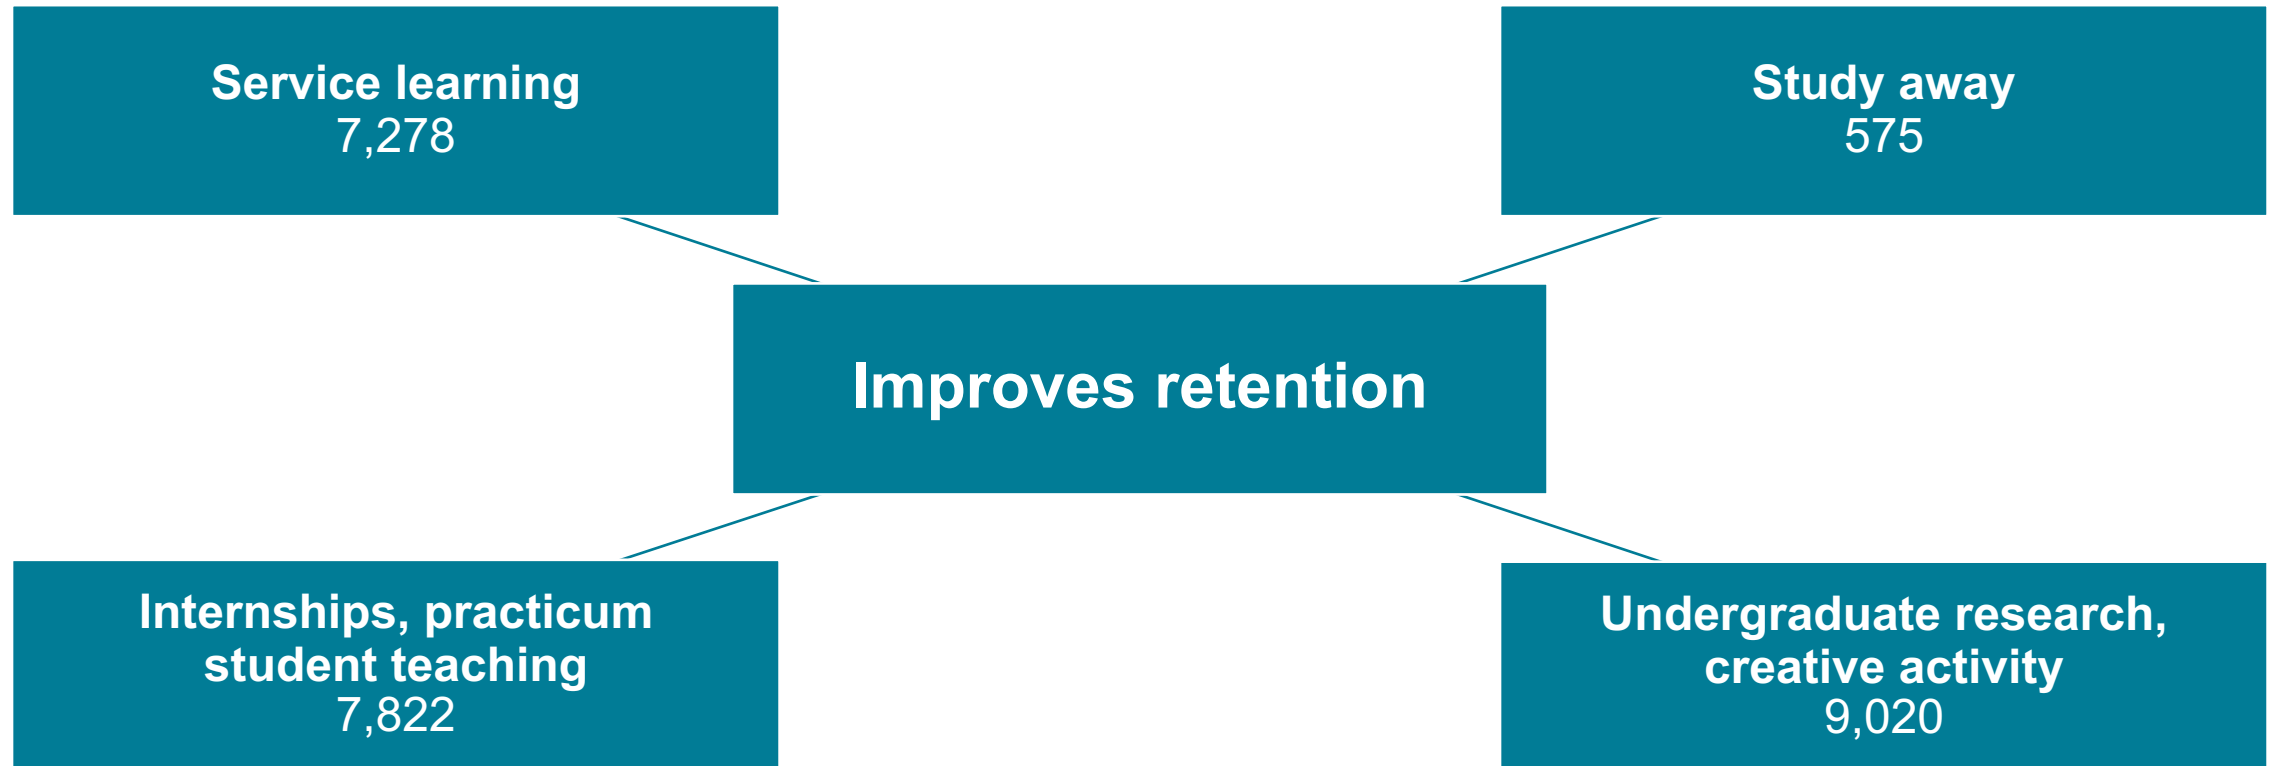 Service learning
7,278
Study away
575
Improves retention
Internships, practicum
student teaching
7,822
Undergraduate research,
creative activity
9,020